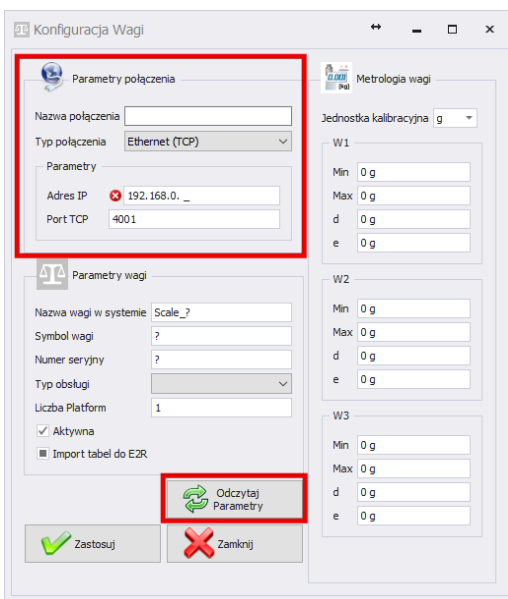 Konfiguracja Wagi
Parametry połączenia
Nazwa połączenia
Typ połączenia Ethernet (TCP)
Parametry
Adres IP 192.168.0. _
Port TCP 4001
Parametry wagi
Nazwa wagi w systemie Scale_?
Symbol wagi ?
Numer seryjny ?
Typ obsługi
Liczba Platform 1
Aktywna
Import tabel do E2R
Odczytaj
Parametry
Zastosuj
Zamknij
0.001
[kg]
Metrologia wagi
Jednostka kalibracyjna g
W1
Min 0 g
Max 0 g
d 0 g
e 0 g
W2
Min 0 g
Max 0 g
d 0 g
e 0 g
W3
Min 0 g
Max 0 g
d 0 g
e 0 g